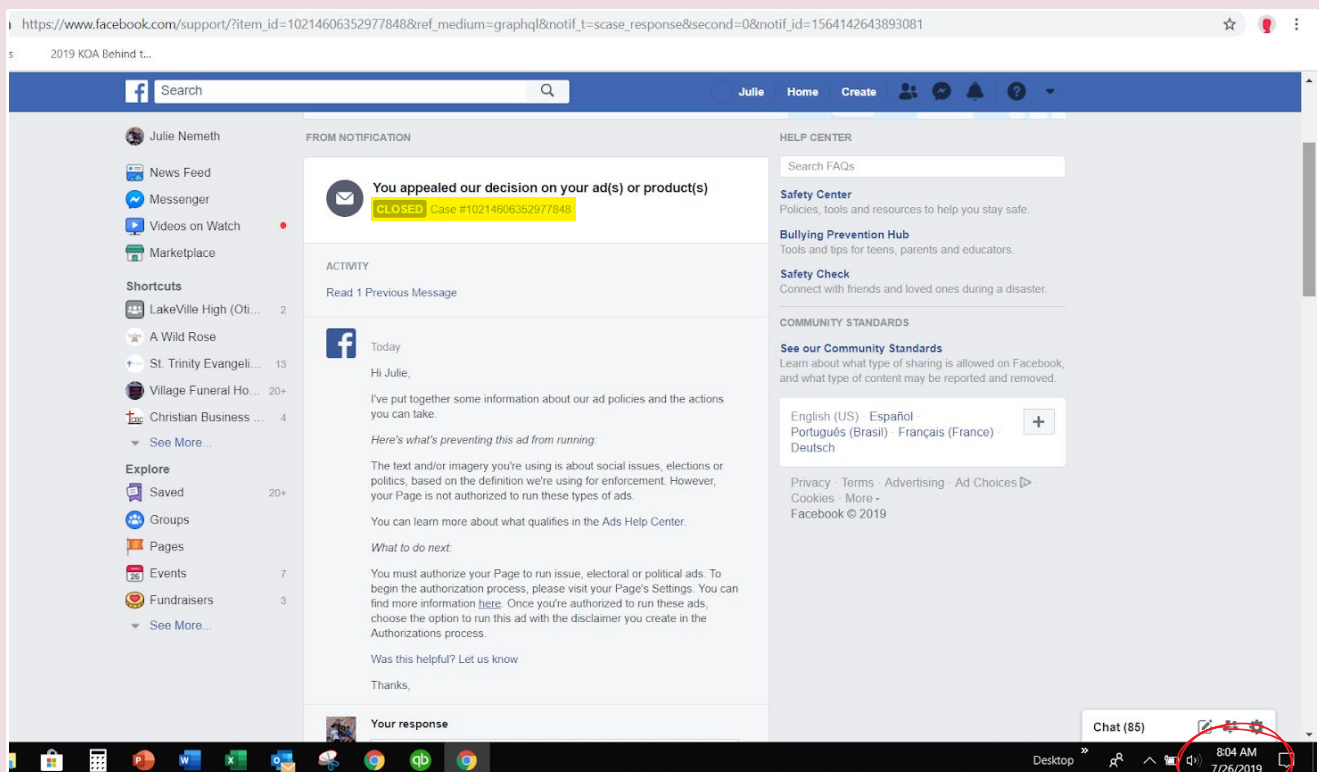 https://www.facebook.com/support/?item_id=10214606352977848&ref_medium=graphql&notif_t=scase_response&second=0&notif_id=1564142643893081
s 2019 KOA Behind t...
f Search Julie Home Create
Julie Nemeth
News Feed
Messenger
Videos on Watch
Marketplace
Shortcuts
LakeVille High (Oti... 2
A Wild Rose
St. Trinity Evangeli... 13
Village Funeral Ho... 20+
Christian Business ... 4
See More...
Explore
Saved 20+
Groups
Pages
26 Events 7
Fundraisers 3
See More...
FROM NOTIFICATION
You appealed our decision on your ad(s) or product(s)
CLOSED Case #10214606352977848
ACTIVITY
Read 1 Previous Message
Today
Hi Julie,
I've put together some information about our ad policies and the actions
you can take.
Here's what's preventing this ad from running:
The text and/or imagery you're using is about social issues, elections or
politics, based on the definition we're using for enforcement. However,
your Page is not authorized to run these types of ads.
You can learn more about what qualifies in the Ads Help Center.
What to do next:
You must authorize your Page to run issue, electoral or political ads. To
begin the authorization process, please visit your Page's Settings. You can
find more information here. Once you're authorized to run these ads,
choose the option to run this ad with the disclaimer you create in the
Authorizations process.
Was this helpful? Let us know
Thanks,
Your response
HELP CENTER
Search FAQs
Safety Center
Policies, tools and resources to help you stay safe.
Bullying Prevention Hub
Tools and tips for teens, parents and educators.
Safety Check
Connect with friends and loved ones during a disaster.
COMMUNITY STANDARDS
See our Community Standards
Learn about what type of sharing is allowed on Facebook,
and what type of content may be reported and removed.
English (US) · Español ·
Português (Brasil) · Français (France) ·
Deutsch
Privacy · Terms · Advertising · Ad Choices ·
Cookies · More
Facebook © 2019
Chat (85)
Desktop
8:04 AM
7/26/2019